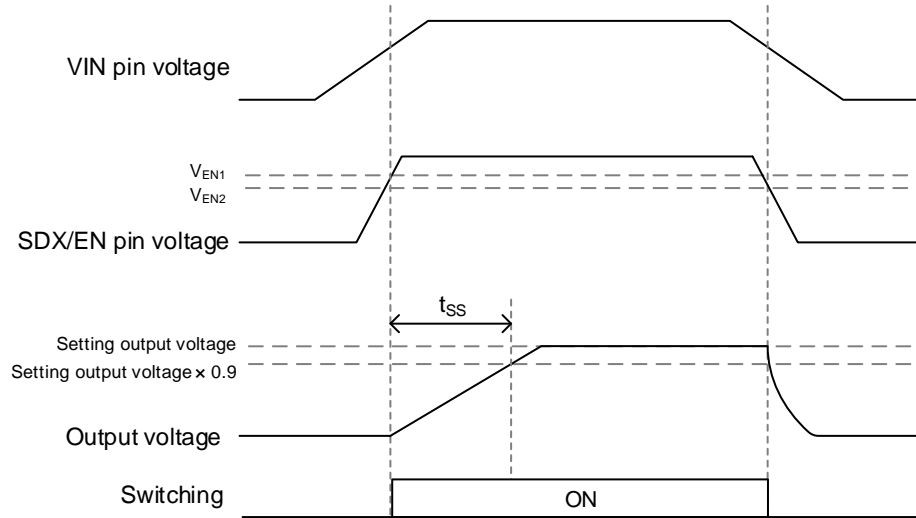 VIN pin voltage
VEN1
VEN2
SDX/EN pin voltage
tSS
Setting output voltage
Setting output voltage × 0.9
Output voltage
Switching
ON